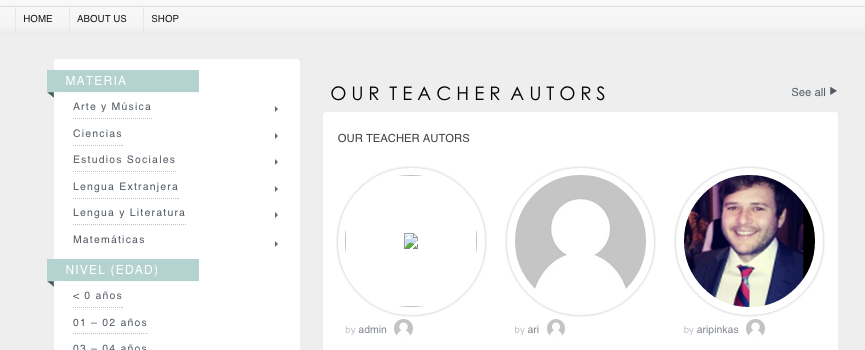 HOME ABOUT US SHOP
MATERIA
Arte y Música
Ciencias
Estudios Sociales
Lengua Extranjera
Lengua y Literatura
Matemáticas
NIVEL (EDAD)
< 0 años
01 – 02 años
03 – 04 años
OUR TEACHER AUTORS
See all
OUR TEACHER AUTORS
by admin
by ari
by aripinkas